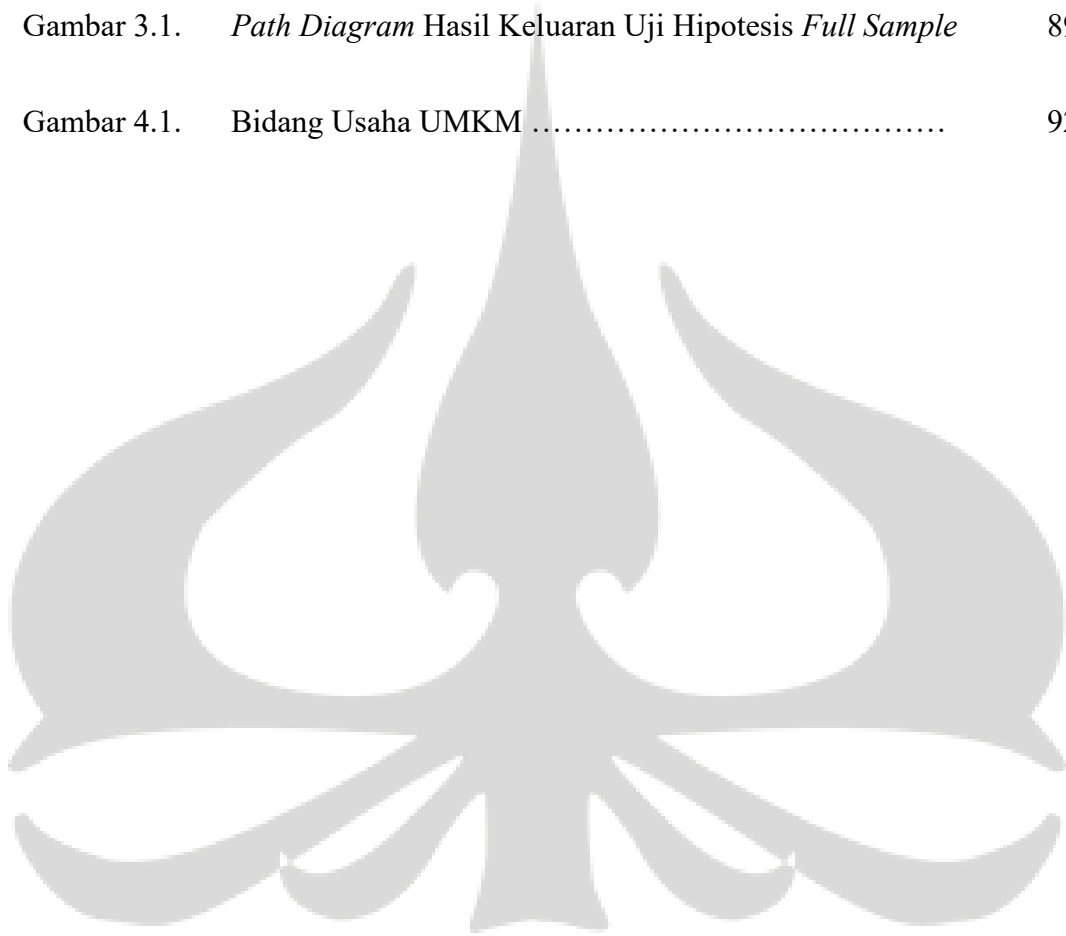 Gambar 3.1. Path Diagram Hasil Keluaran Uji Hipotesis Full Sample
Gambar 4.1. Bidang Usaha UMKM …………………………………